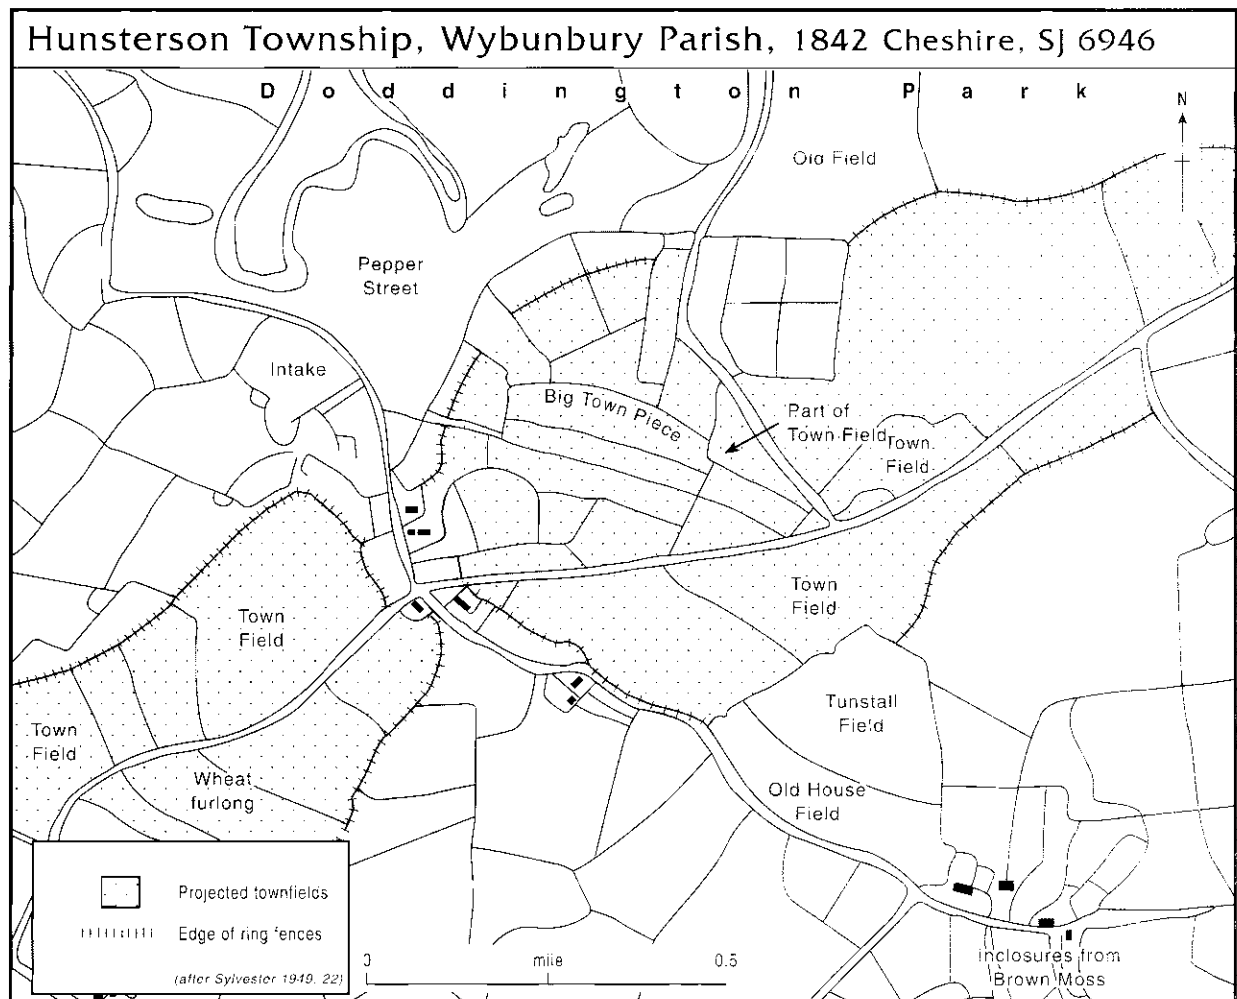 Hunsterson Township, Wybunbury Parish, 1842 Cheshire, SJ 6946
Doddington Park
N
Old Field
Pepper
Street
Intake
Big Town Piece
Part of
Town Field
Town
Field
Town
Field
Town
Field
Town
Field
Wheat
furlong
Tunstall
Field
Old House
Field
Projected townfields
Edge of ring fences
(after Sylvester 1949, 22)
0 mile 0.5
inclosures from
Brown Moss